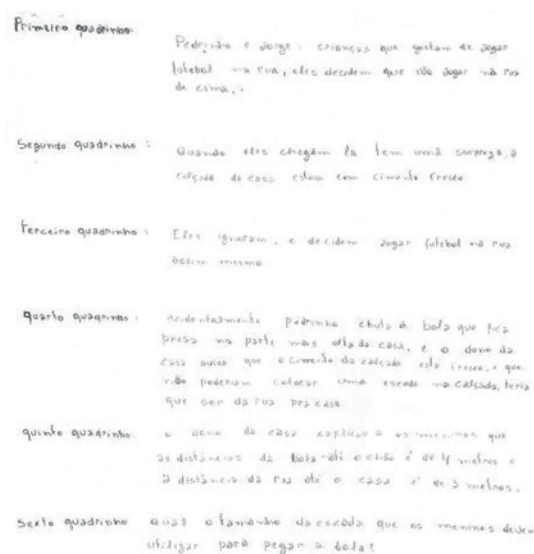 Primeiro quadrinho:
Pedrinho e Jorge: crianças que gostam de jogar
futebol na rua, eles decidem que vão jogar na rua
de cima,.
Segundo quadrinho:
Quando eles chegam la tem uma surpresa, a
calçada da casa estava com cimento fresco
terceiro quadrinho:
Eles ignoram, e decidem jogar futebol na rua
assim mesmo
quarto quadrinho:
Acidentalmente pedrinho chuta a bola que fica
presa na parte mais alta da casa, e o dono da
casa avisa que o cimento da calçada está fresco, e que
não poderiam colocar uma escada na calçada, teria
que ser da rua pra casa
quinto quadrinho:
o dono da casa explicou a os meninos que
as distâncias da bola até o chão é de 4 metros e
a distância da rua até o casa é de 3 metros.
Sexto quadrinho
qual o tamanho da escada que os meninos devem
utilizar para pegar a bola?